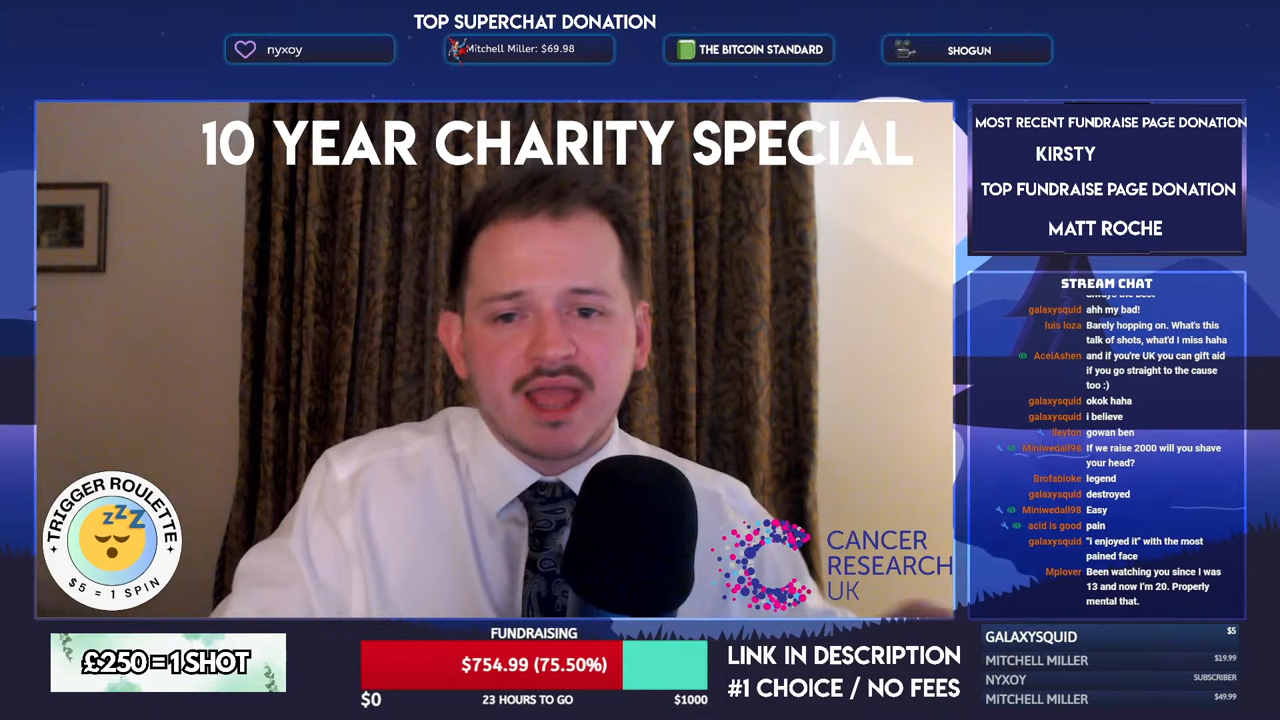 TOP SUPERCHAT DONATION
nyxoy
Mitchell Miller: $69.98
THE BITCOIN STANDARD
SHOGUN
10 YEAR CHARITY SPECIAL
MOST RECENT FUNDRAISE PAGE DONATION
KIRSTY
TOP FUNDRAISE PAGE DONATION
MATT ROCHE
STREAM CHAT
always the best
galaxysquid ahh my bad!
luis loza Barely hopping on. What's this
talk of shots, what'd I miss haha
AceiAshen and if you're UK you can gift aid
if you go straight to the cause
too :)
galaxysquid okok haha
galaxysquid i believe
lleyton gowan ben
Miniwedall98 If we raise 2000 will you shave
your head?
Brofabloke legend
galaxysquid destroyed
Miniwedall98 Easy
acid is good pain
galaxysquid "I enjoyed it" with the most
pained face
Mplover Been watching you since I was
13 and now I'm 20. Properly
mental that.
TRIGGER ROULETTE
ZZZ
$5 = 1 SPIN
CANCER
RESEARCH
UK
£250 = 1 SHOT
FUNDRAISING
$754.99 (75.50%)
$0
23 HOURS TO GO
$1000
LINK IN DESCRIPTION
#1 CHOICE / NO FEES
GALAXYSQUID $5
MITCHELL MILLER $19.99
NYXOY SUBSCRIBER
MITCHELL MILLER $49.99